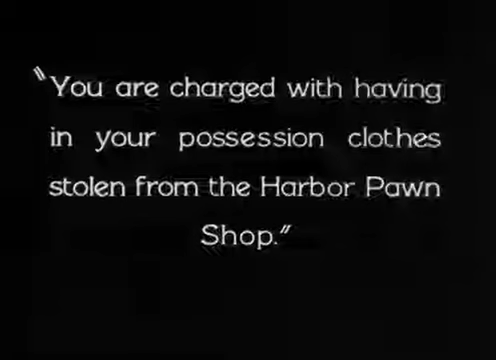 "You are charged with having
in your possession clothes
stolen from the Harbor Pawn
Shop."